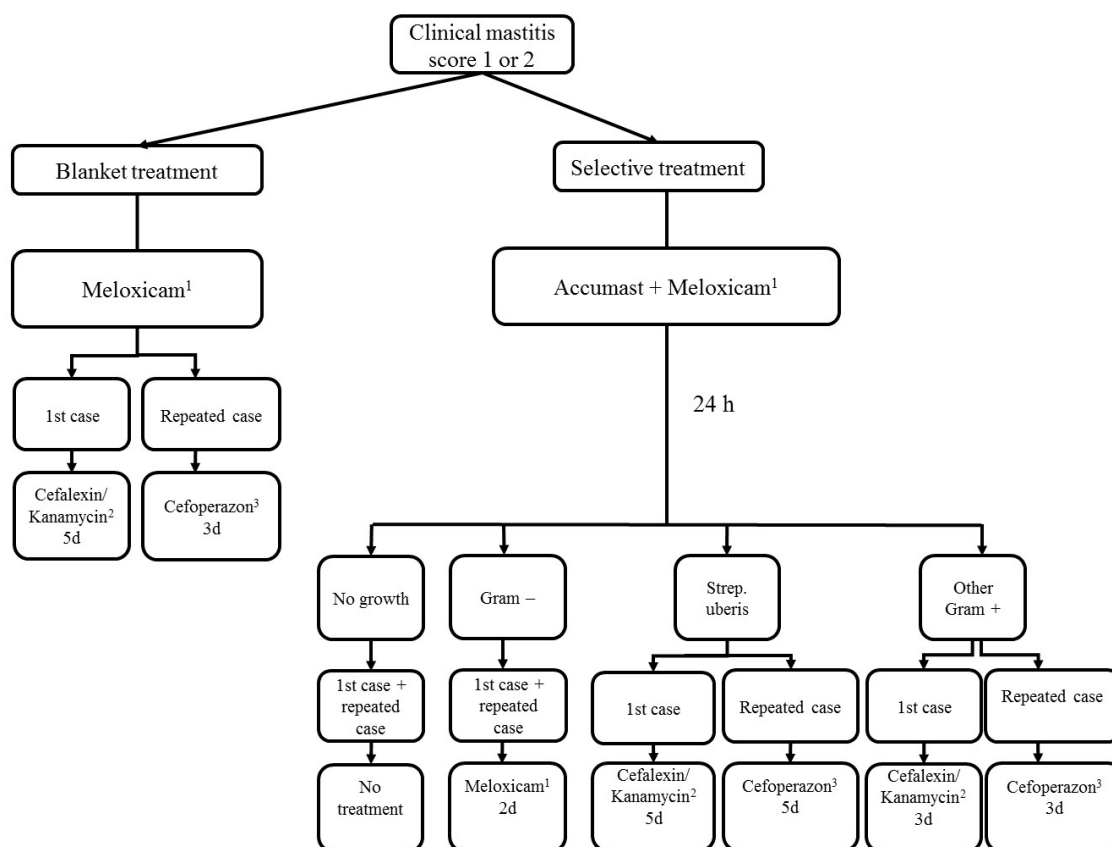 Clinical mastitis
score 1 or 2
Blanket treatment
Selective treatment
Meloxicam¹
Accumast + Meloxicam¹
1st case
Repeated case
24 h
Cefalexin/
Kanamycin²
5d
Cefoperazon³
3d
No growth
Gram –
Strep.
uberis
Other
Gram +
1st case +
repeated
case
1st case +
repeated
case
1st case
Repeated case
1st case
Repeated case
No
treatment
Meloxicam¹
2d
Cefalexin/
Kanamycin²
5d
Cefoperazon³
5d
Cefalexin/
Kanamycin²
3d
Cefoperazon³
3d